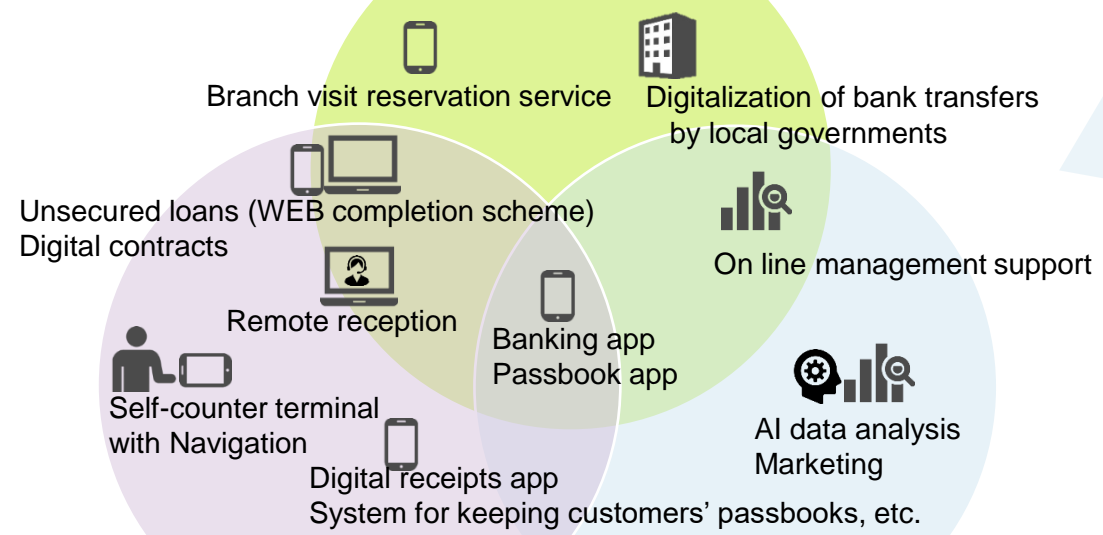 Branch visit reservation service
Digitalization of bank transfers
by local governments
Unsecured loans (WEB completion scheme)
Digital contracts
On line management support
Remote reception
Banking app
Passbook app
Self-counter terminal
with Navigation
AI data analysis
Marketing
Digital receipts app
System for keeping customers’ passbooks, etc.